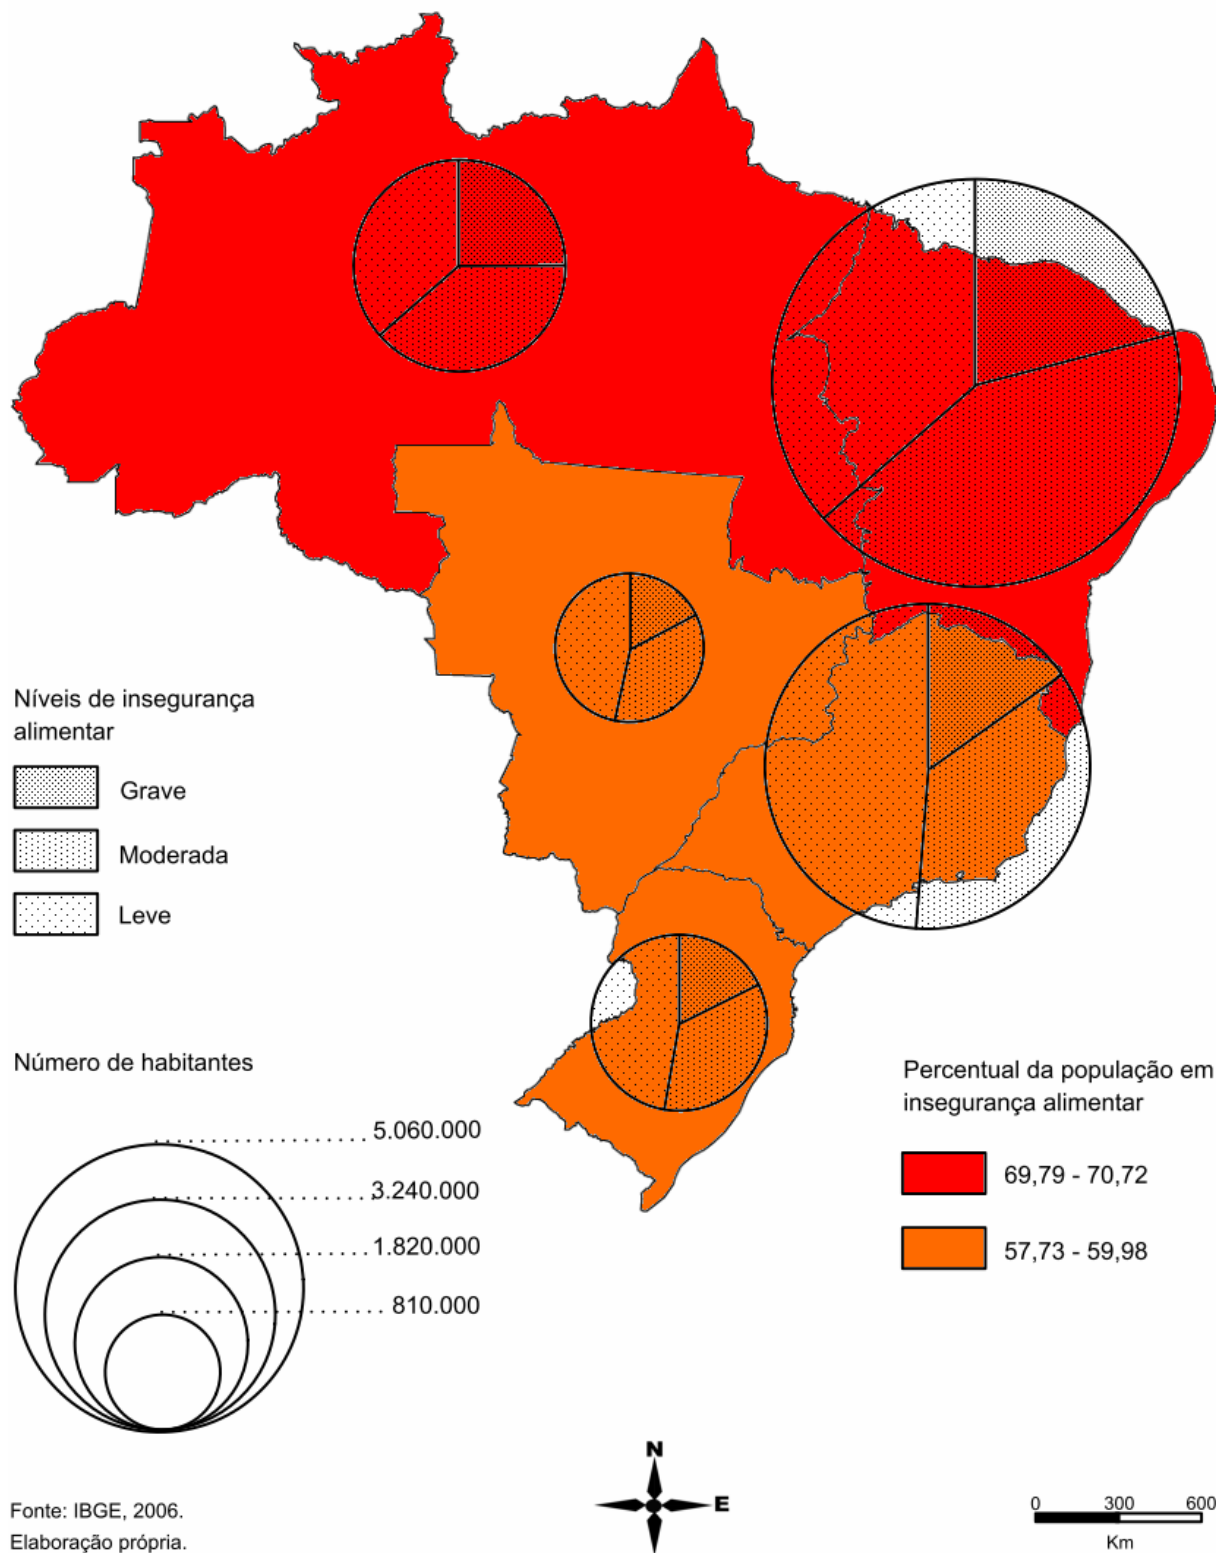 Níveis de insegurança
alimentar
Grave
Moderada
Leve
Número de habitantes
5.060.000
3.240.000
1.820.000
810.000
Percentual da população em
insegurança alimentar
69,79 - 70,72
57,73 - 59,98
N
E
Fonte: IBGE, 2006.
Elaboração própria.
0 300 600
Km